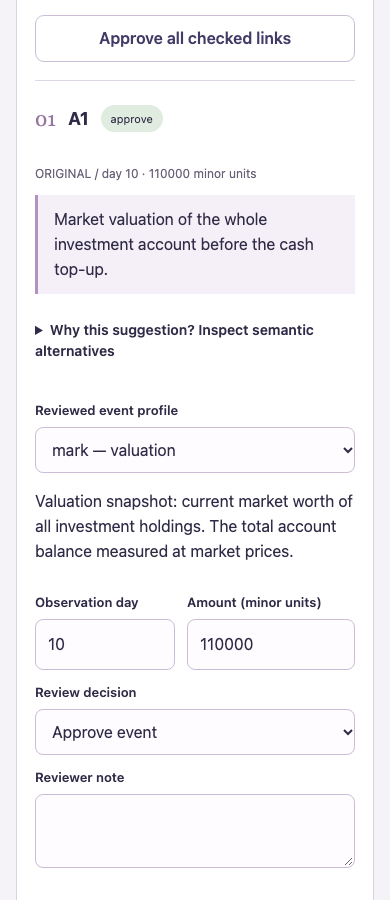 Approve all checked links
01 A1 approve
ORIGINAL / day 10 · 110000 minor units
Market valuation of the whole
investment account before the cash
top-up.
▶ Why this suggestion? Inspect semantic
alternatives
Reviewed event profile
mark — valuation
Valuation snapshot: current market worth of
all investment holdings. The total account
balance measured at market prices.
Observation day Amount (minor units)
10 110000
Review decision
Approve event
Reviewer note